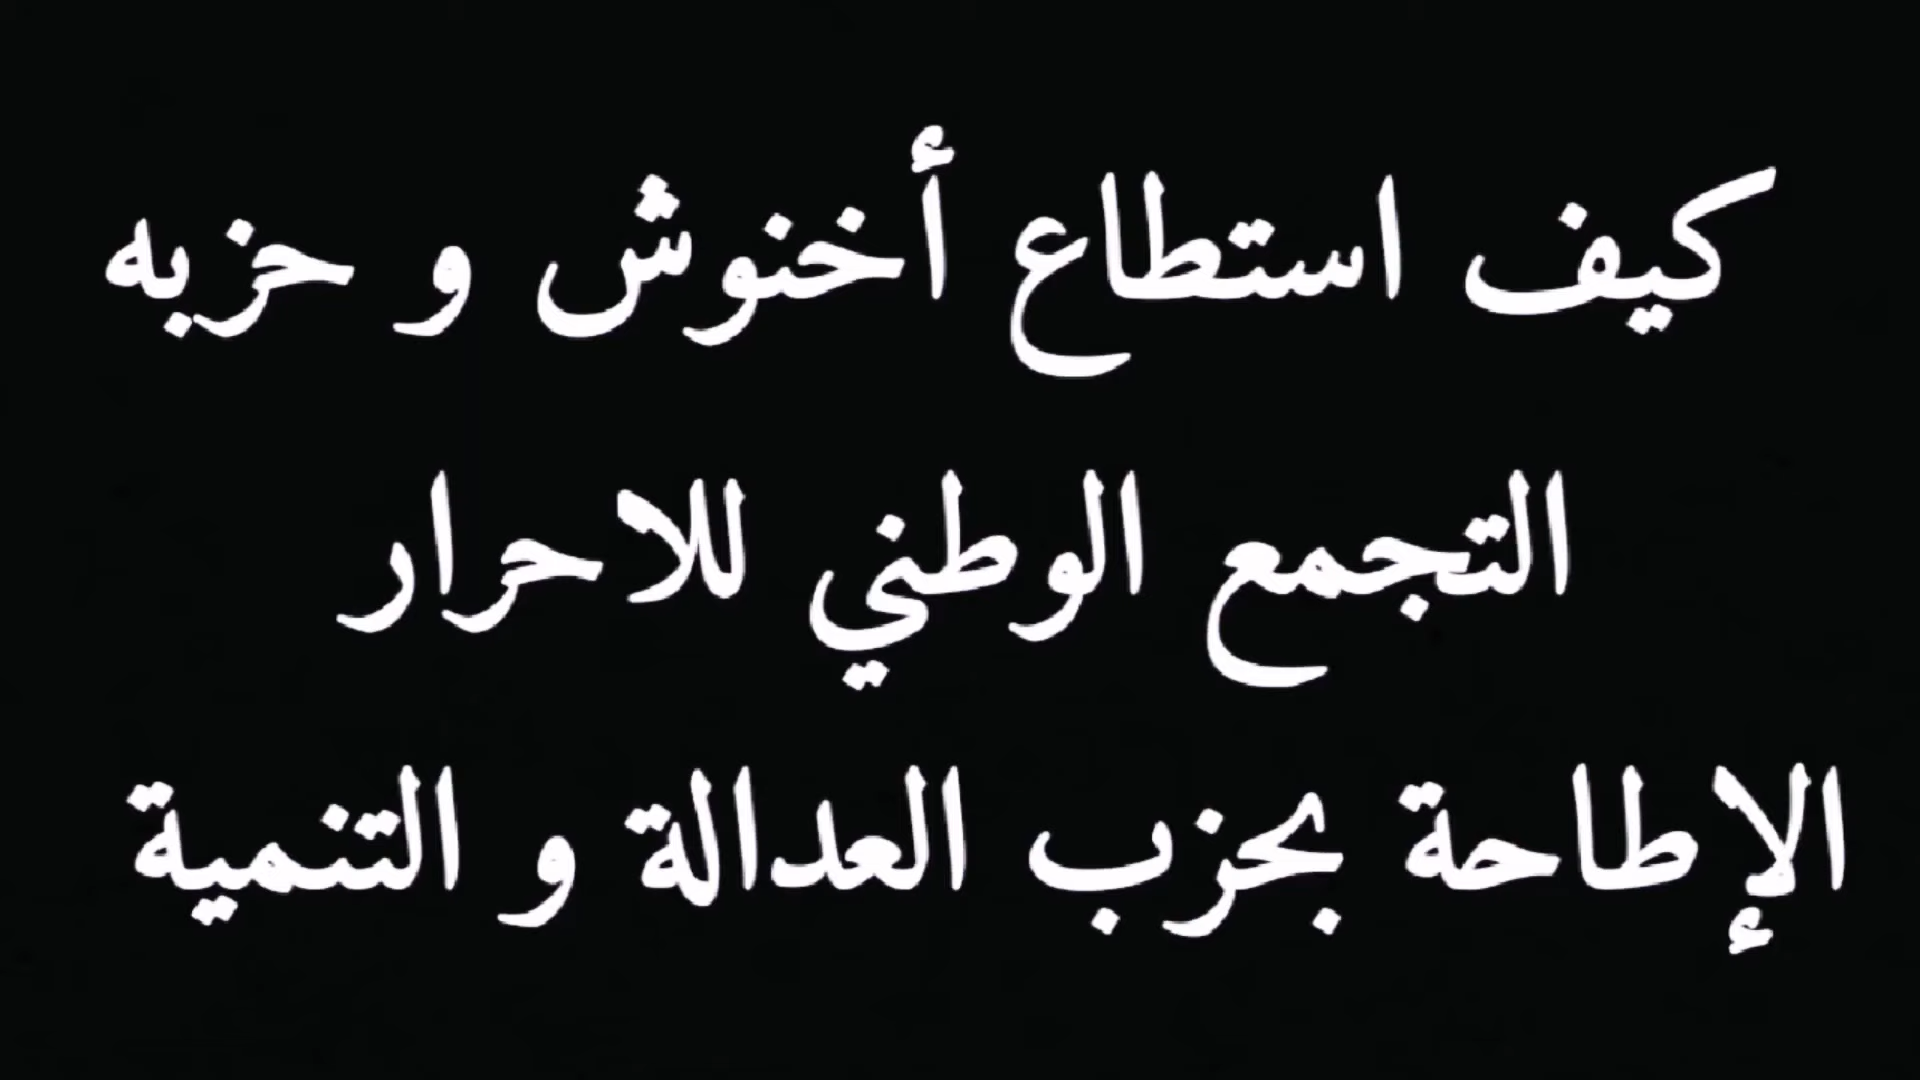 كيف استطاع أخنوش و حزبه
التجمع الوطني للاحرار
الإطاحة بحزب العدالة و التنمية